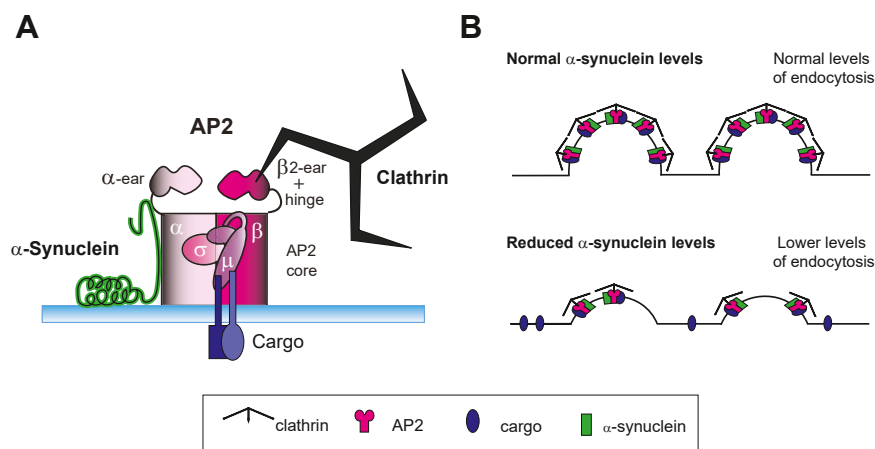 A
AP2
α-ear
β2-ear
+
hinge
Clathrin
α-Synuclein
α
β
σ
μ
AP2
core
Cargo
B
Normal α-synuclein levels
Normal levels
of endocytosis
Reduced α-synuclein levels
Lower levels
of endocytosis
clathrin
AP2
cargo
α-synuclein